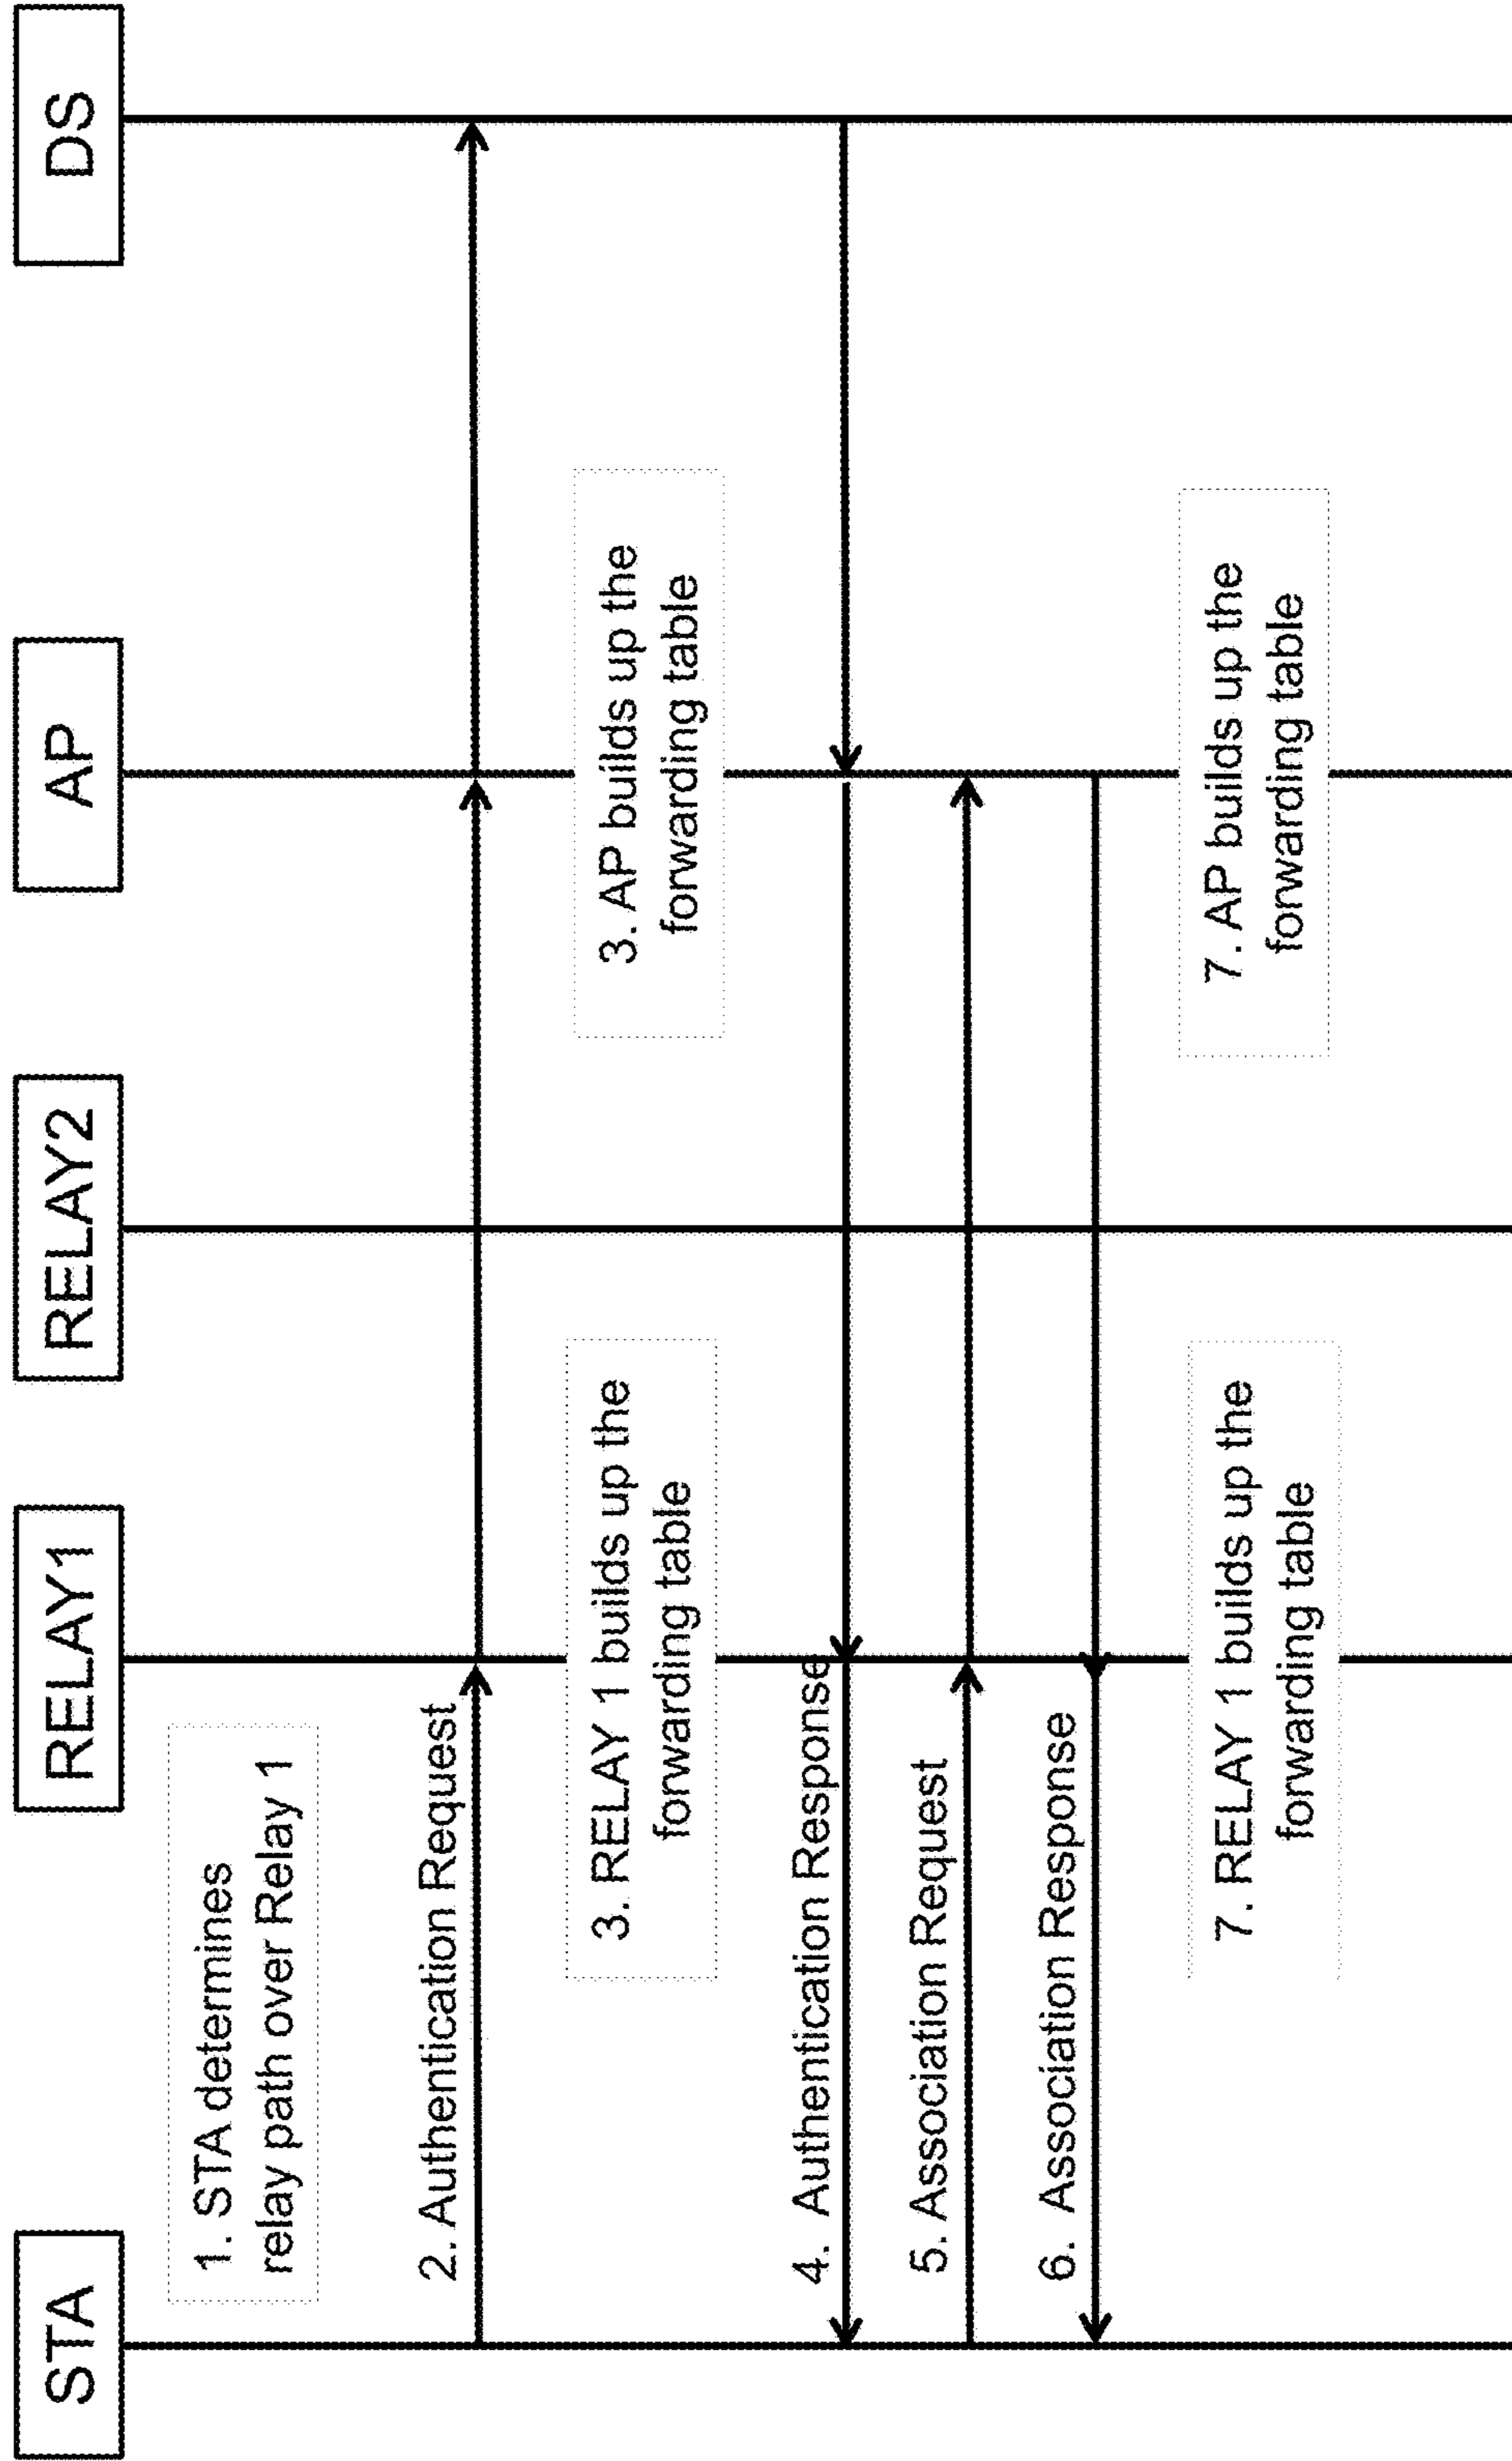 STA
RELAY1
RELAY2
AP
DS
1. STA determines
relay path over Relay 1
2. Authentication Request
3. RELAY 1 builds up the
forwarding table
3. AP builds up the
forwarding table
4. Authentication Response
5. Association Request
6. Association Response
7. RELAY 1 builds up the
forwarding table
7. AP builds up the
forwarding table